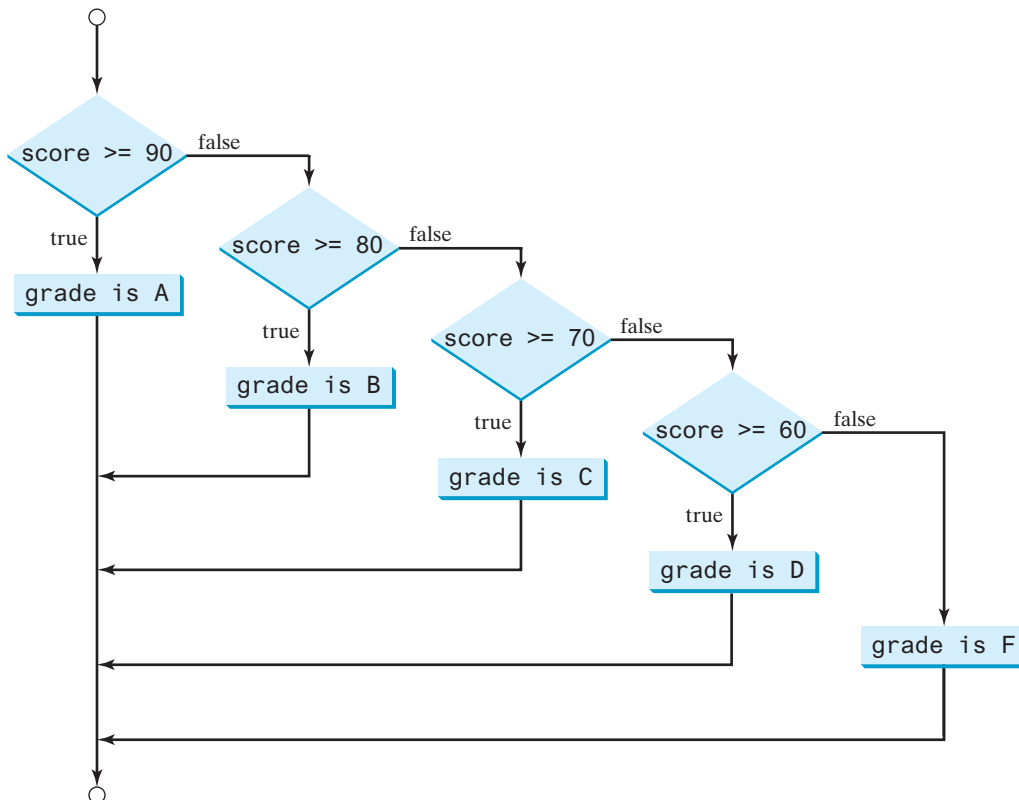 score >= 90
false
true
grade is A
score >= 80
false
true
grade is B
score >= 70
false
true
grade is C
score >= 60
false
true
grade is D
grade is F